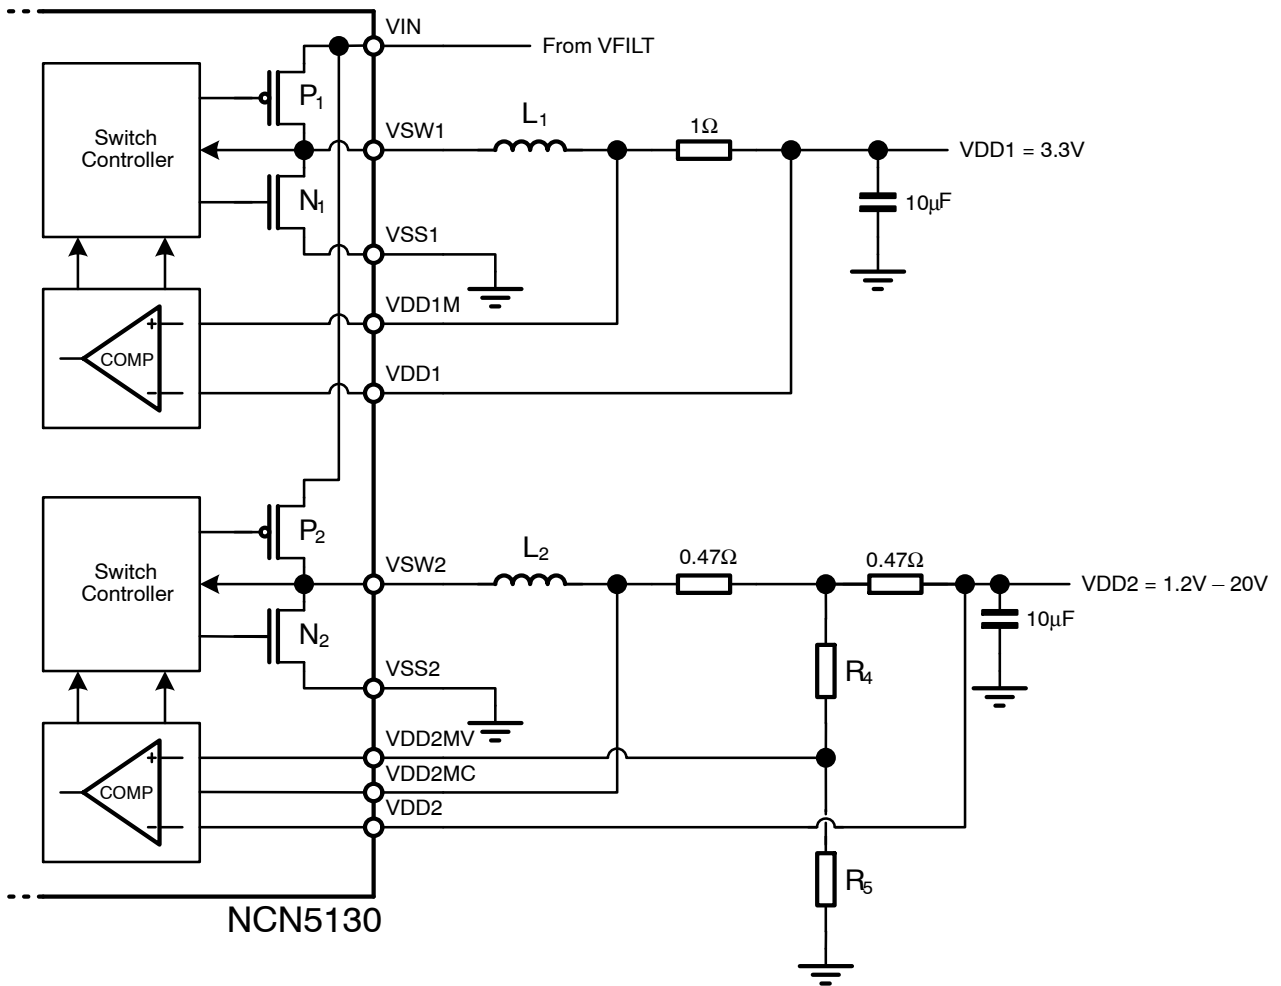 VIN
From VFILT
P1
Switch
Controller
VSW1
L1
1Ω
VDD1 = 3.3V
N1
10μF
VSS1
VDD1M
+
COMP
−
VDD1
P2
Switch
Controller
VSW2
L2
0.47Ω
0.47Ω
VDD2 = 1.2V – 20V
N2
10μF
VSS2
R4
VDD2MV
+
COMP
−
VDD2MC
VDD2
R5
NCN5130